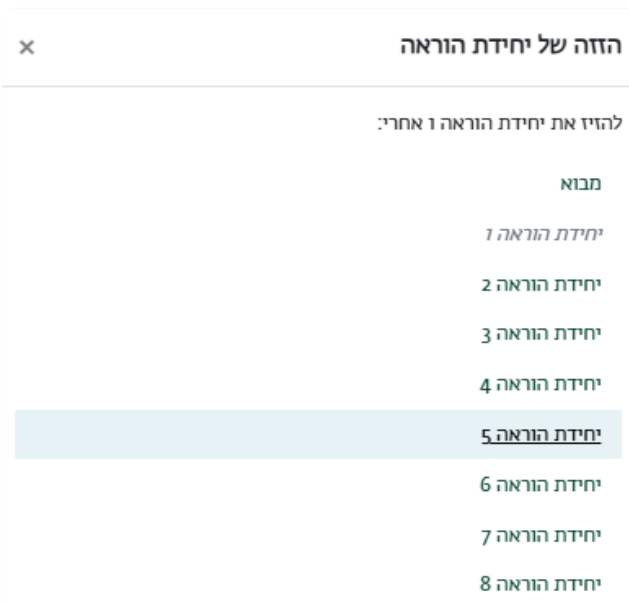 הזזה של יחידת הוראה
×
להזיז את יחידת הוראה 1 אחרי:
מבוא
יחידת הוראה 1
יחידת הוראה 2
יחידת הוראה 3
יחידת הוראה 4
יחידת הוראה 5
יחידת הוראה 6
יחידת הוראה 7
יחידת הוראה 8